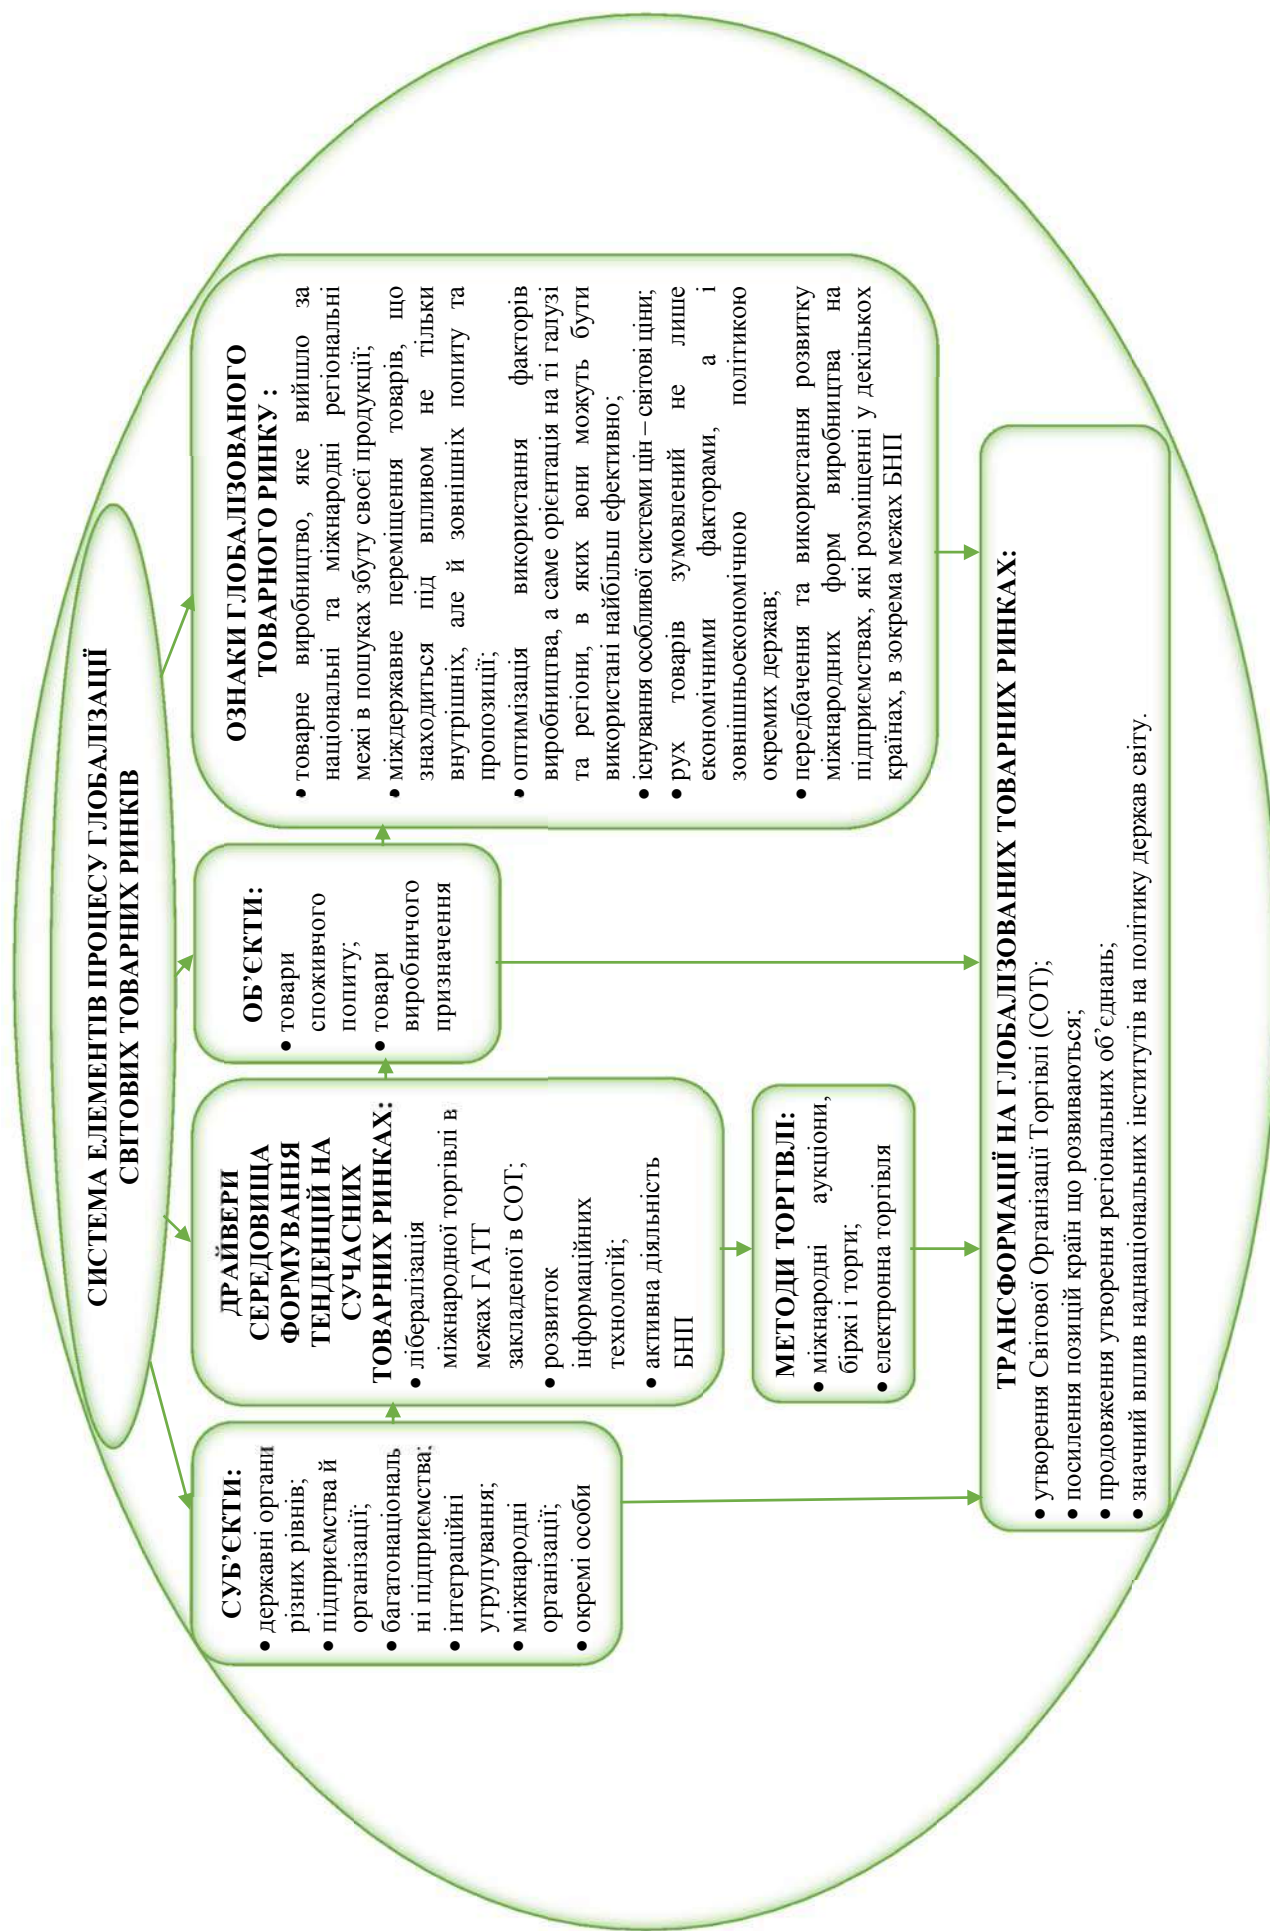 СИСТЕМА ЕЛЕМЕНТІВ ПРОЦЕСУ ГЛОБАЛІЗАЦІЇ
СВІТОВИХ ТОВАРНИХ РИНКІВ
СУБ’ЄКТИ:
• державні органи
різних рівнів;
• підприємства й
організації;
• багатонаціональ
ні підприємства;
• інтеграційні
угрупування;
• міжнародні
організації;
• окремі особи
ДРАЙВЕРИ
СЕРЕДОВИЩА
ФОРМУВАННЯ
ТЕНДЕНЦІЙ НА
СУЧАСНИХ
ТОВАРНИХ РИНКАХ:
• лібералізація
міжнародної торгівлі в
межах ГАТТ
закладеної в СОТ;
• розвиток
інформаційних
технологій;
• активна діяльність
БНП
ОБ’ЄКТИ:
• товари
споживчого
попиту;
• товари
виробничого
призначення
ОЗНАКИ ГЛОБАЛІЗОВАНОГО
ТОВАРНОГО РИНКУ :
• товарне виробництво, яке вийшло за
національні та міжнародні регіональні
межі в пошуках збуту своєї продукції;
• міждержавне переміщення товарів, що
знаходиться під впливом не тільки
внутрішніх, але й зовнішніх попиту та
пропозиції;
• оптимізація використання факторів
виробництва, а саме орієнтація на ті галузі
та регіони, в яких вони можуть бути
використані найбільш ефективно;
• існування особливої системи цін – світові ціни;
• рух товарів зумовлений не лише
економічними факторами, а і
зовнішньоекономічною політикою
окремих держав;
• передбачення та використання розвитку
міжнародних форм виробництва на
підприємствах, які розміщенні у декількох
країнах, в зокрема межах БНП
МЕТОДИ ТОРГІВЛІ:
• міжнародні аукціони,
біржі і торги;
• електронна торгівля
ТРАНСФОРМАЦІЇ НА ГЛОБАЛІЗОВАНИХ ТОВАРНИХ РИНКАХ:
• утворення Світової Організації Торгівлі (СОТ);
• посилення позицій країн що розвиваються;
• продовження утворення регіональних об’єднань;
• значний вплив наднаціональних інститутів на політику держав світу.